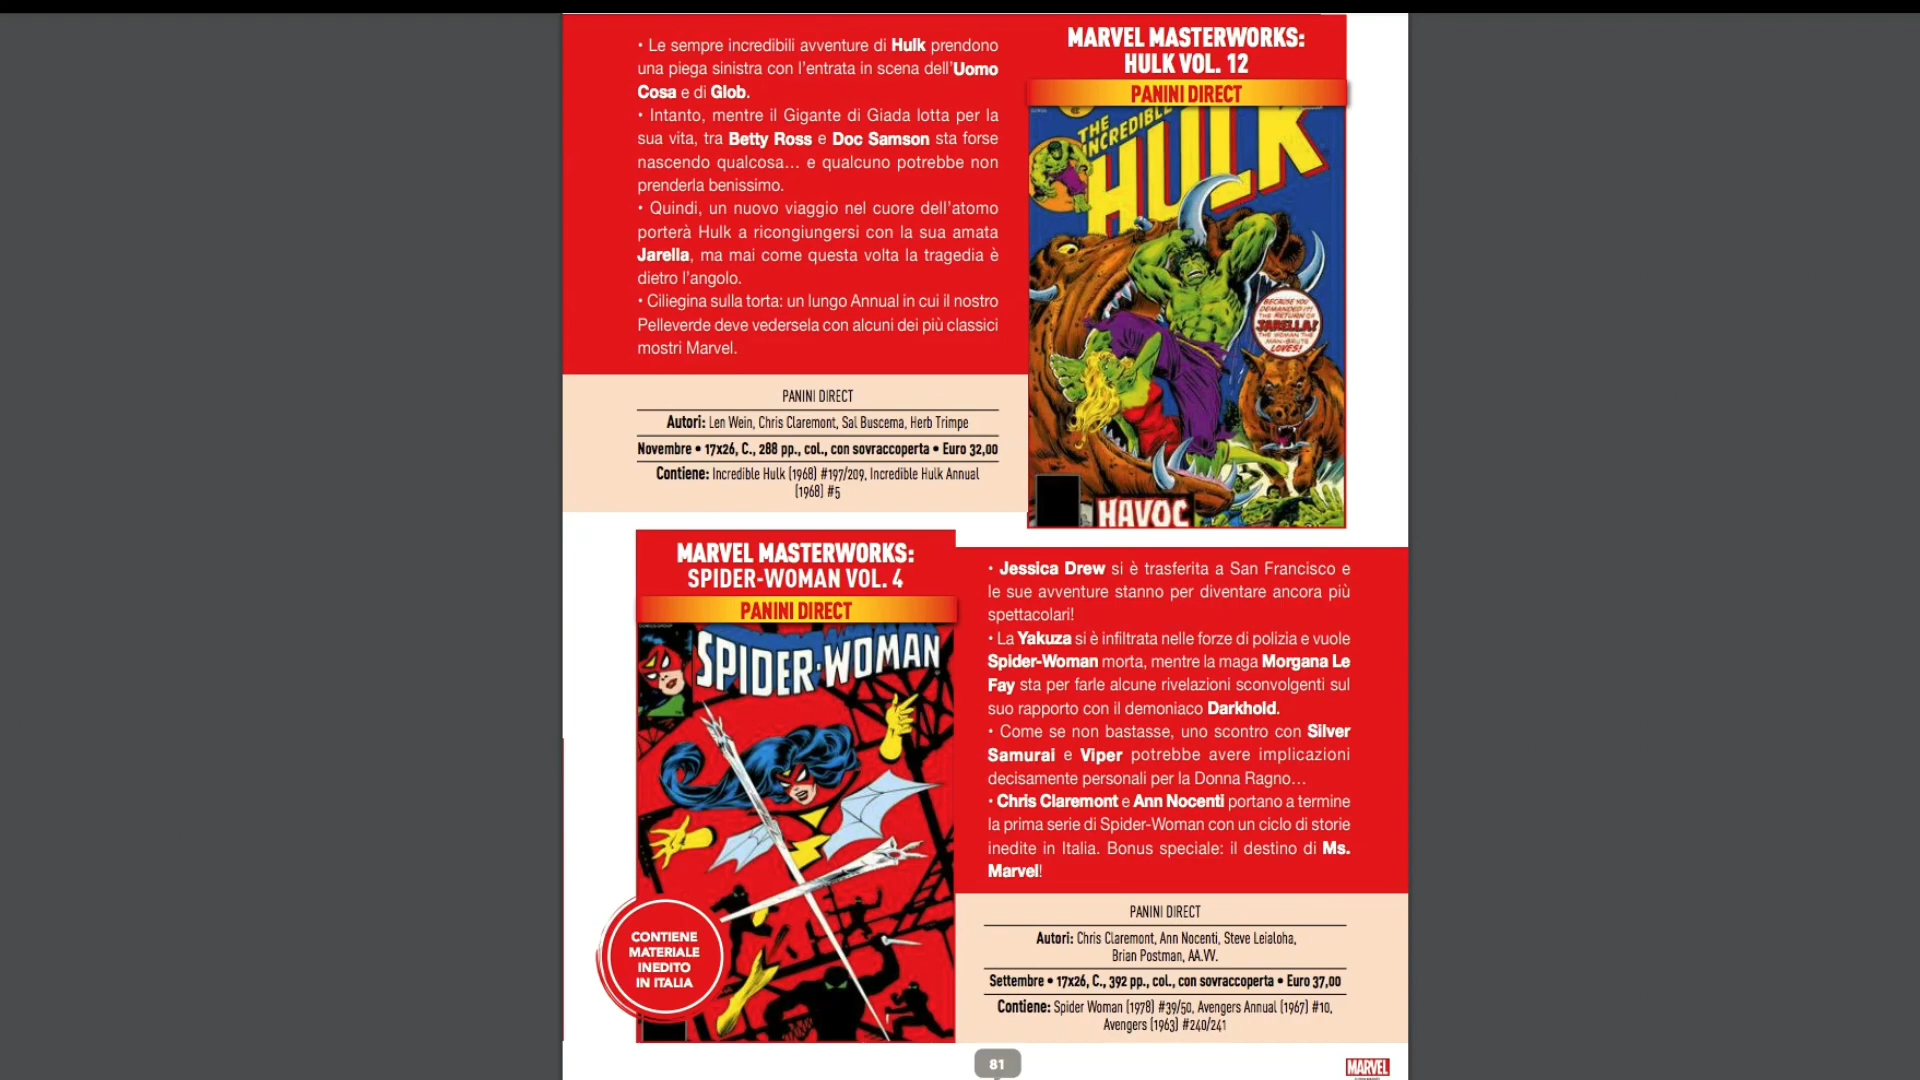 • Le sempre incredibili avventure di Hulk prendono
una piega sinistra con l'entrata in scena dell'Uomo
Cosa e di Glob.
• Intanto, mentre il Gigante di Giada lotta per la
sua vita, tra Betty Ross e Doc Samson sta forse
nascendo qualcosa... e qualcuno potrebbe non
prenderla benissimo.
• Quindi, un nuovo viaggio nel cuore dell'atomo
porterà Hulk a ricongiungersi con la sua amata
Jarella, ma mai come questa volta la tragedia è
dietro l'angolo.
• Ciliegina sulla torta: un lungo Annual in cui il nostro
Pelleverde deve vedersela con alcuni dei più classici
mostri Marvel.
PANINI DIRECT
Autori: Len Wein, Chris Claremont, Sal Buscema, Herb Trimpe
Novembre • 17x26, C., 288 pp., col., con sovraccoperta • Euro 32,00
Contiene: Incredible Hulk (1968) #197/209, Incredible Hulk Annual
(1968) #5
MARVEL MASTERWORKS:
HULK VOL. 12
PANINI DIRECT
THE
INCREDIBLE
HULK
BECAUSE YOU
DEMANDED IT!
THE RETURN OF
JARELLA!
THE WOMAN THE
MAN-BRUTE
LOVES!
HAVOC
MARVEL MASTERWORKS:
SPIDER-WOMAN VOL. 4
PANINI DIRECT
SPIDER-WOMAN
CONTIENE
MATERIALE
INEDITO
IN ITALIA
• Jessica Drew si è trasferita a San Francisco e
le sue avventure stanno per diventare ancora più
spettacolari!
• La Yakuza si è infiltrata nelle forze di polizia e vuole
Spider-Woman morta, mentre la maga Morgana Le
Fay sta per farle alcune rivelazioni sconvolgenti sul
suo rapporto con il demoniaco Darkhold.
• Come se non bastasse, uno scontro con Silver
Samurai e Viper potrebbe avere implicazioni
decisamente personali per la Donna Ragno...
• Chris Claremont e Ann Nocenti portano a termine
la prima serie di Spider-Woman con un ciclo di storie
inedite in Italia. Bonus speciale: il destino di Ms.
Marvel!
PANINI DIRECT
Autori: Chris Claremont, Ann Nocenti, Steve Leialoha,
Brian Postman, AA.VV.
Settembre • 17x26, C., 392 pp., col., con sovraccoperta • Euro 37,00
Contiene: Spider Woman (1978) #39/50, Avengers Annual (1967) #10,
Avengers (1963) #240/241
81
MARVEL